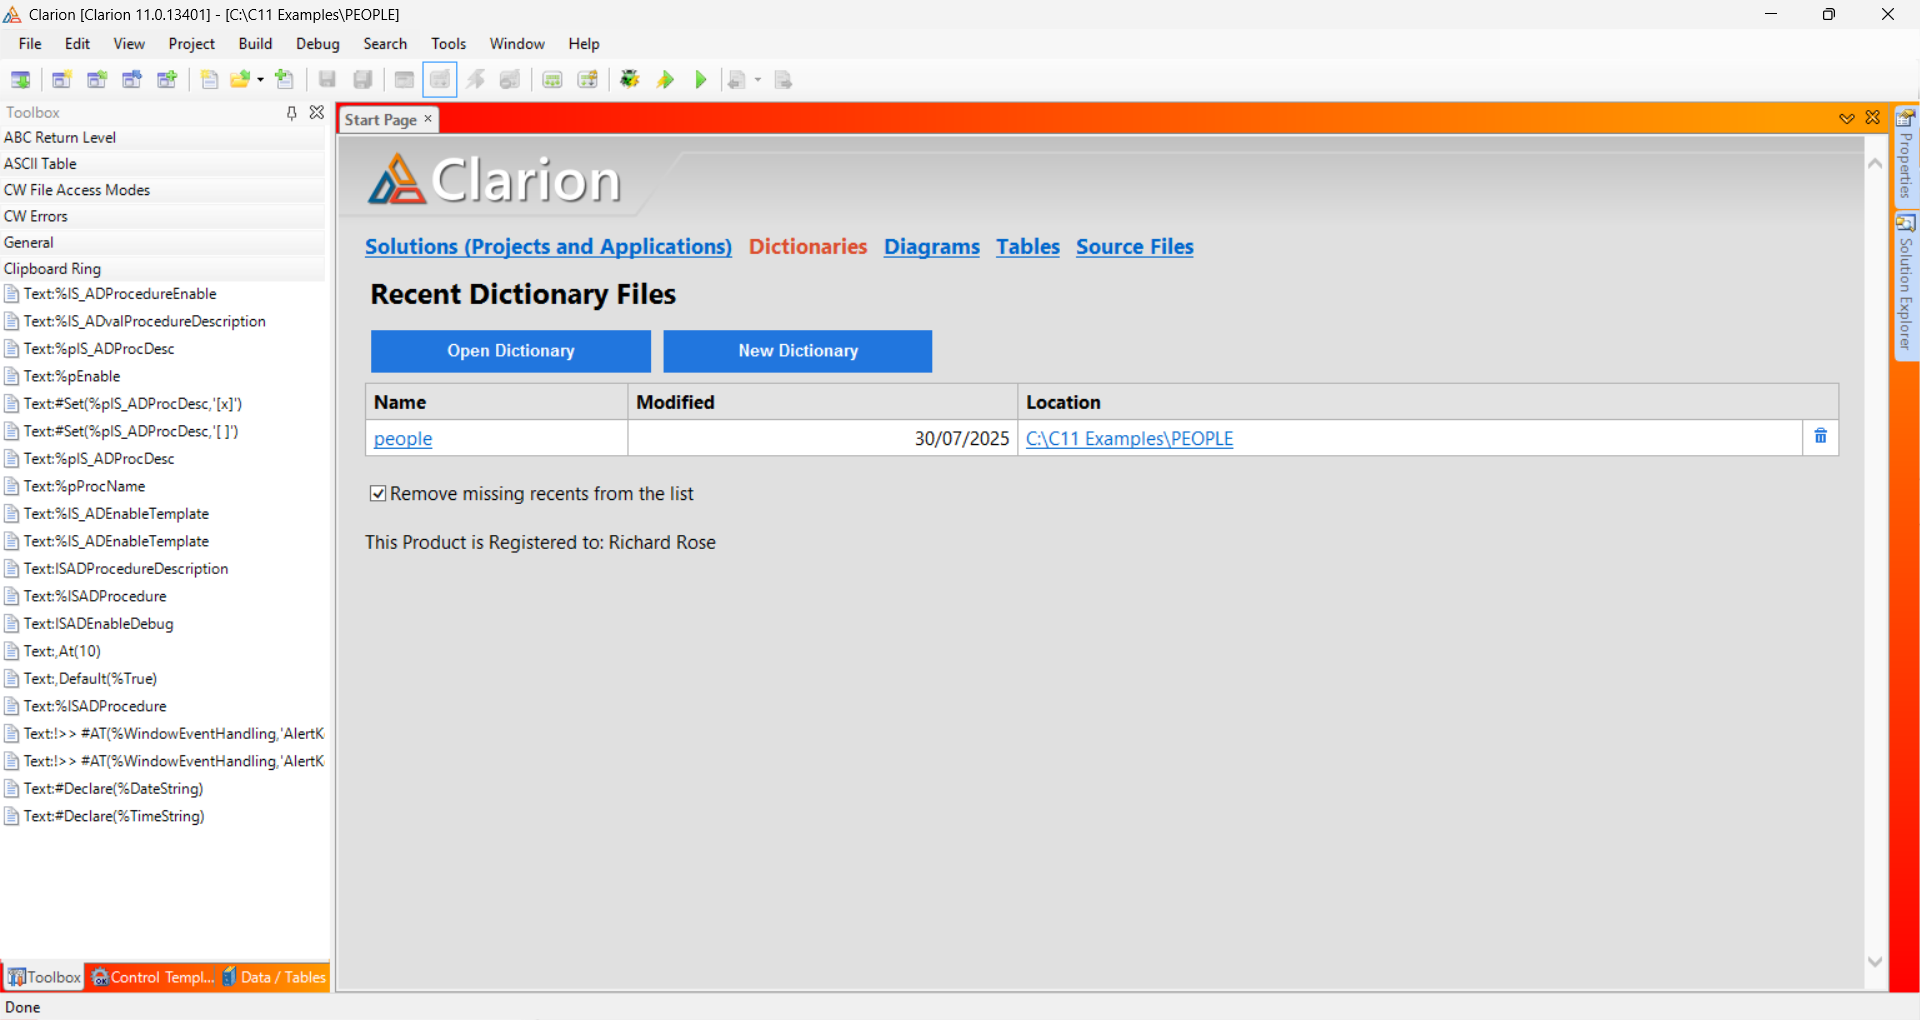 Clarion [Clarion 11.0.13401] - [C:\C11 Examples\PEOPLE]
File Edit View Project Build Debug Search Tools Window Help
Toolbox
ABC Return Level
ASCII Table
CW File Access Modes
CW Errors
General
Clipboard Ring
Text:%IS_ADProcedureEnable
Text:%IS_ADvalProcedureDescription
Text:%pIS_ADProcDesc
Text:%pEnable
Text:#Set(%pIS_ADProcDesc,'[x]')
Text:#Set(%pIS_ADProcDesc,'[ ]')
Text:%pIS_ADProcDesc
Text:%pProcName
Text:%IS_ADEnableTemplate
Text:%IS_ADEnableTemplate
Text:ISADProcedureDescription
Text:%ISADProcedure
Text:ISADEnableDebug
Text:,At(10)
Text:,Default(%True)
Text:%ISADProcedure
Text:!>> #AT(%WindowEventHandling,'AlertK
Text:!>> #AT(%WindowEventHandling,'AlertK
Text:#Declare(%DateString)
Text:#Declare(%TimeString)
Toolbox Control Templ... Data / Tables
Start Page
Clarion
Solutions (Projects and Applications) Dictionaries Diagrams Tables Source Files
Recent Dictionary Files
Open Dictionary New Dictionary
Name Modified Location
people 30/07/2025 C:\C11 Examples\PEOPLE
Remove missing recents from the list
This Product is Registered to: Richard Rose
Properties
Solution Explorer
Done